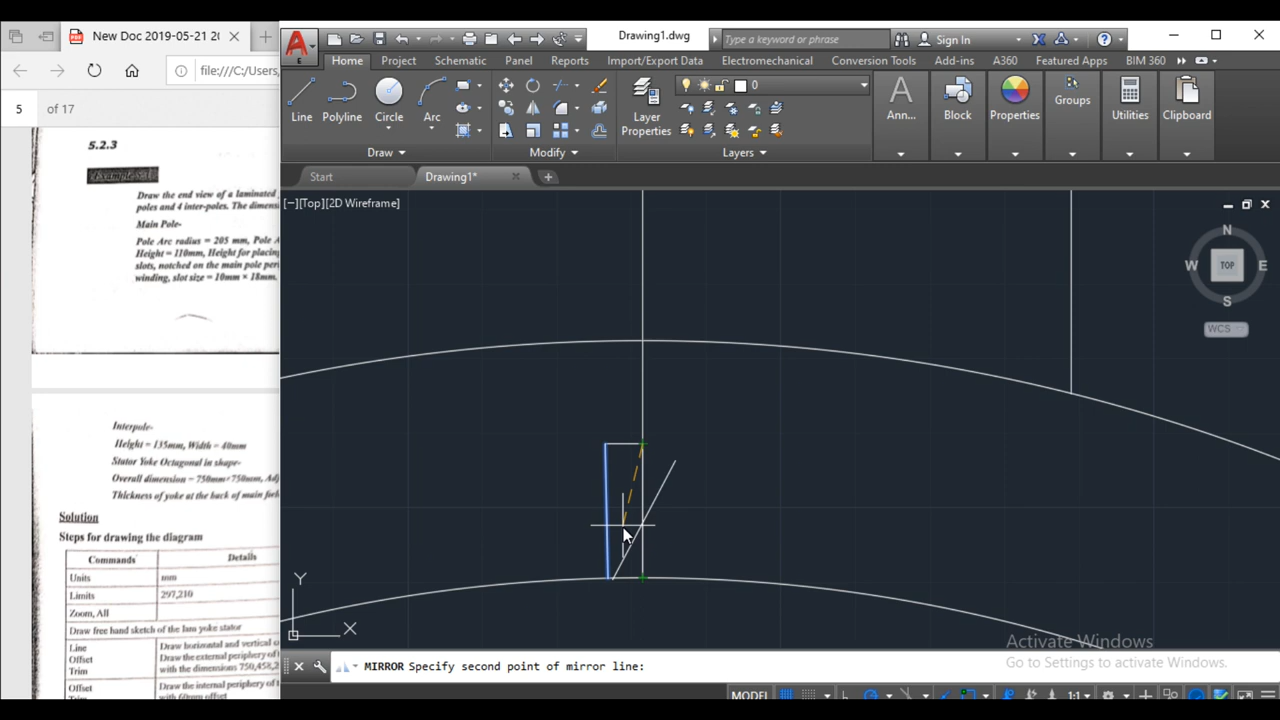 New Doc 2019-05-21 20
file:///C:/Users,
5 of 17
5.2.3
Draw the end view of a laminated
poles and 4 inter-poles. The dimensi
Main Pole-
Pole Arc radius = 205 mm, Pole A
Height = 110mm, Height for placing
slots, notched on the main pole peri
winding, slot size = 10mm × 18mm.
Interpole-
Height = 135mm, Width = 40mm
Stator Yoke Octagonal in shape-
Overall dimension = 750mm×750mm, Adj
Thickness of yoke at the back of main fiel
Solution
Steps for drawing the diagram
Commands Details
Units mm
Limits 297,210
Zoom, All
Draw free hand sketch of the yoke stator
Line Draw horizontal and vertical c
Offset Draw the external periphery of
Trim with the dimensions 750,458,2
Offset Draw the internal periphery of
with 60mm offset
Drawing1.dwg
Type a keyword or phrase
Sign In
E
Home Project Schematic Panel Reports Import/Export Data Electromechanical Conversion Tools Add-ins A360 Featured Apps BIM 360
Line Polyline Circle Arc
Layer Properties
0
Ann... Block Properties Groups Utilities Clipboard
Draw Modify Layers
Start Drawing1*
[−][Top][2D Wireframe]
N
W TOP E
S
WCS
Y
X
Activate Windows
Go to Settings to activate Windows.
MIRROR Specify second point of mirror line:
MODEL 1:1